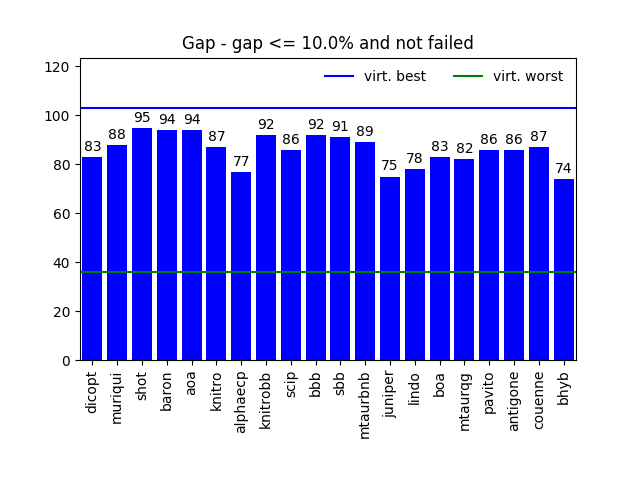 Gap - gap <= 10.0% and not failed
virt. best virt. worst
120
100
80
60
40
20
0
83 88 95 94 94 87 77 92 86 92 91 89 75 78 83 82 86 86 87 74
dicopt
muriqui
shot
baron
aoa
knitro
alphaecp
knitrobb
scip
bbb
sbb
mtaurbnb
juniper
lindo
boa
mtaurqg
pavito
antigone
couenne
bhyb